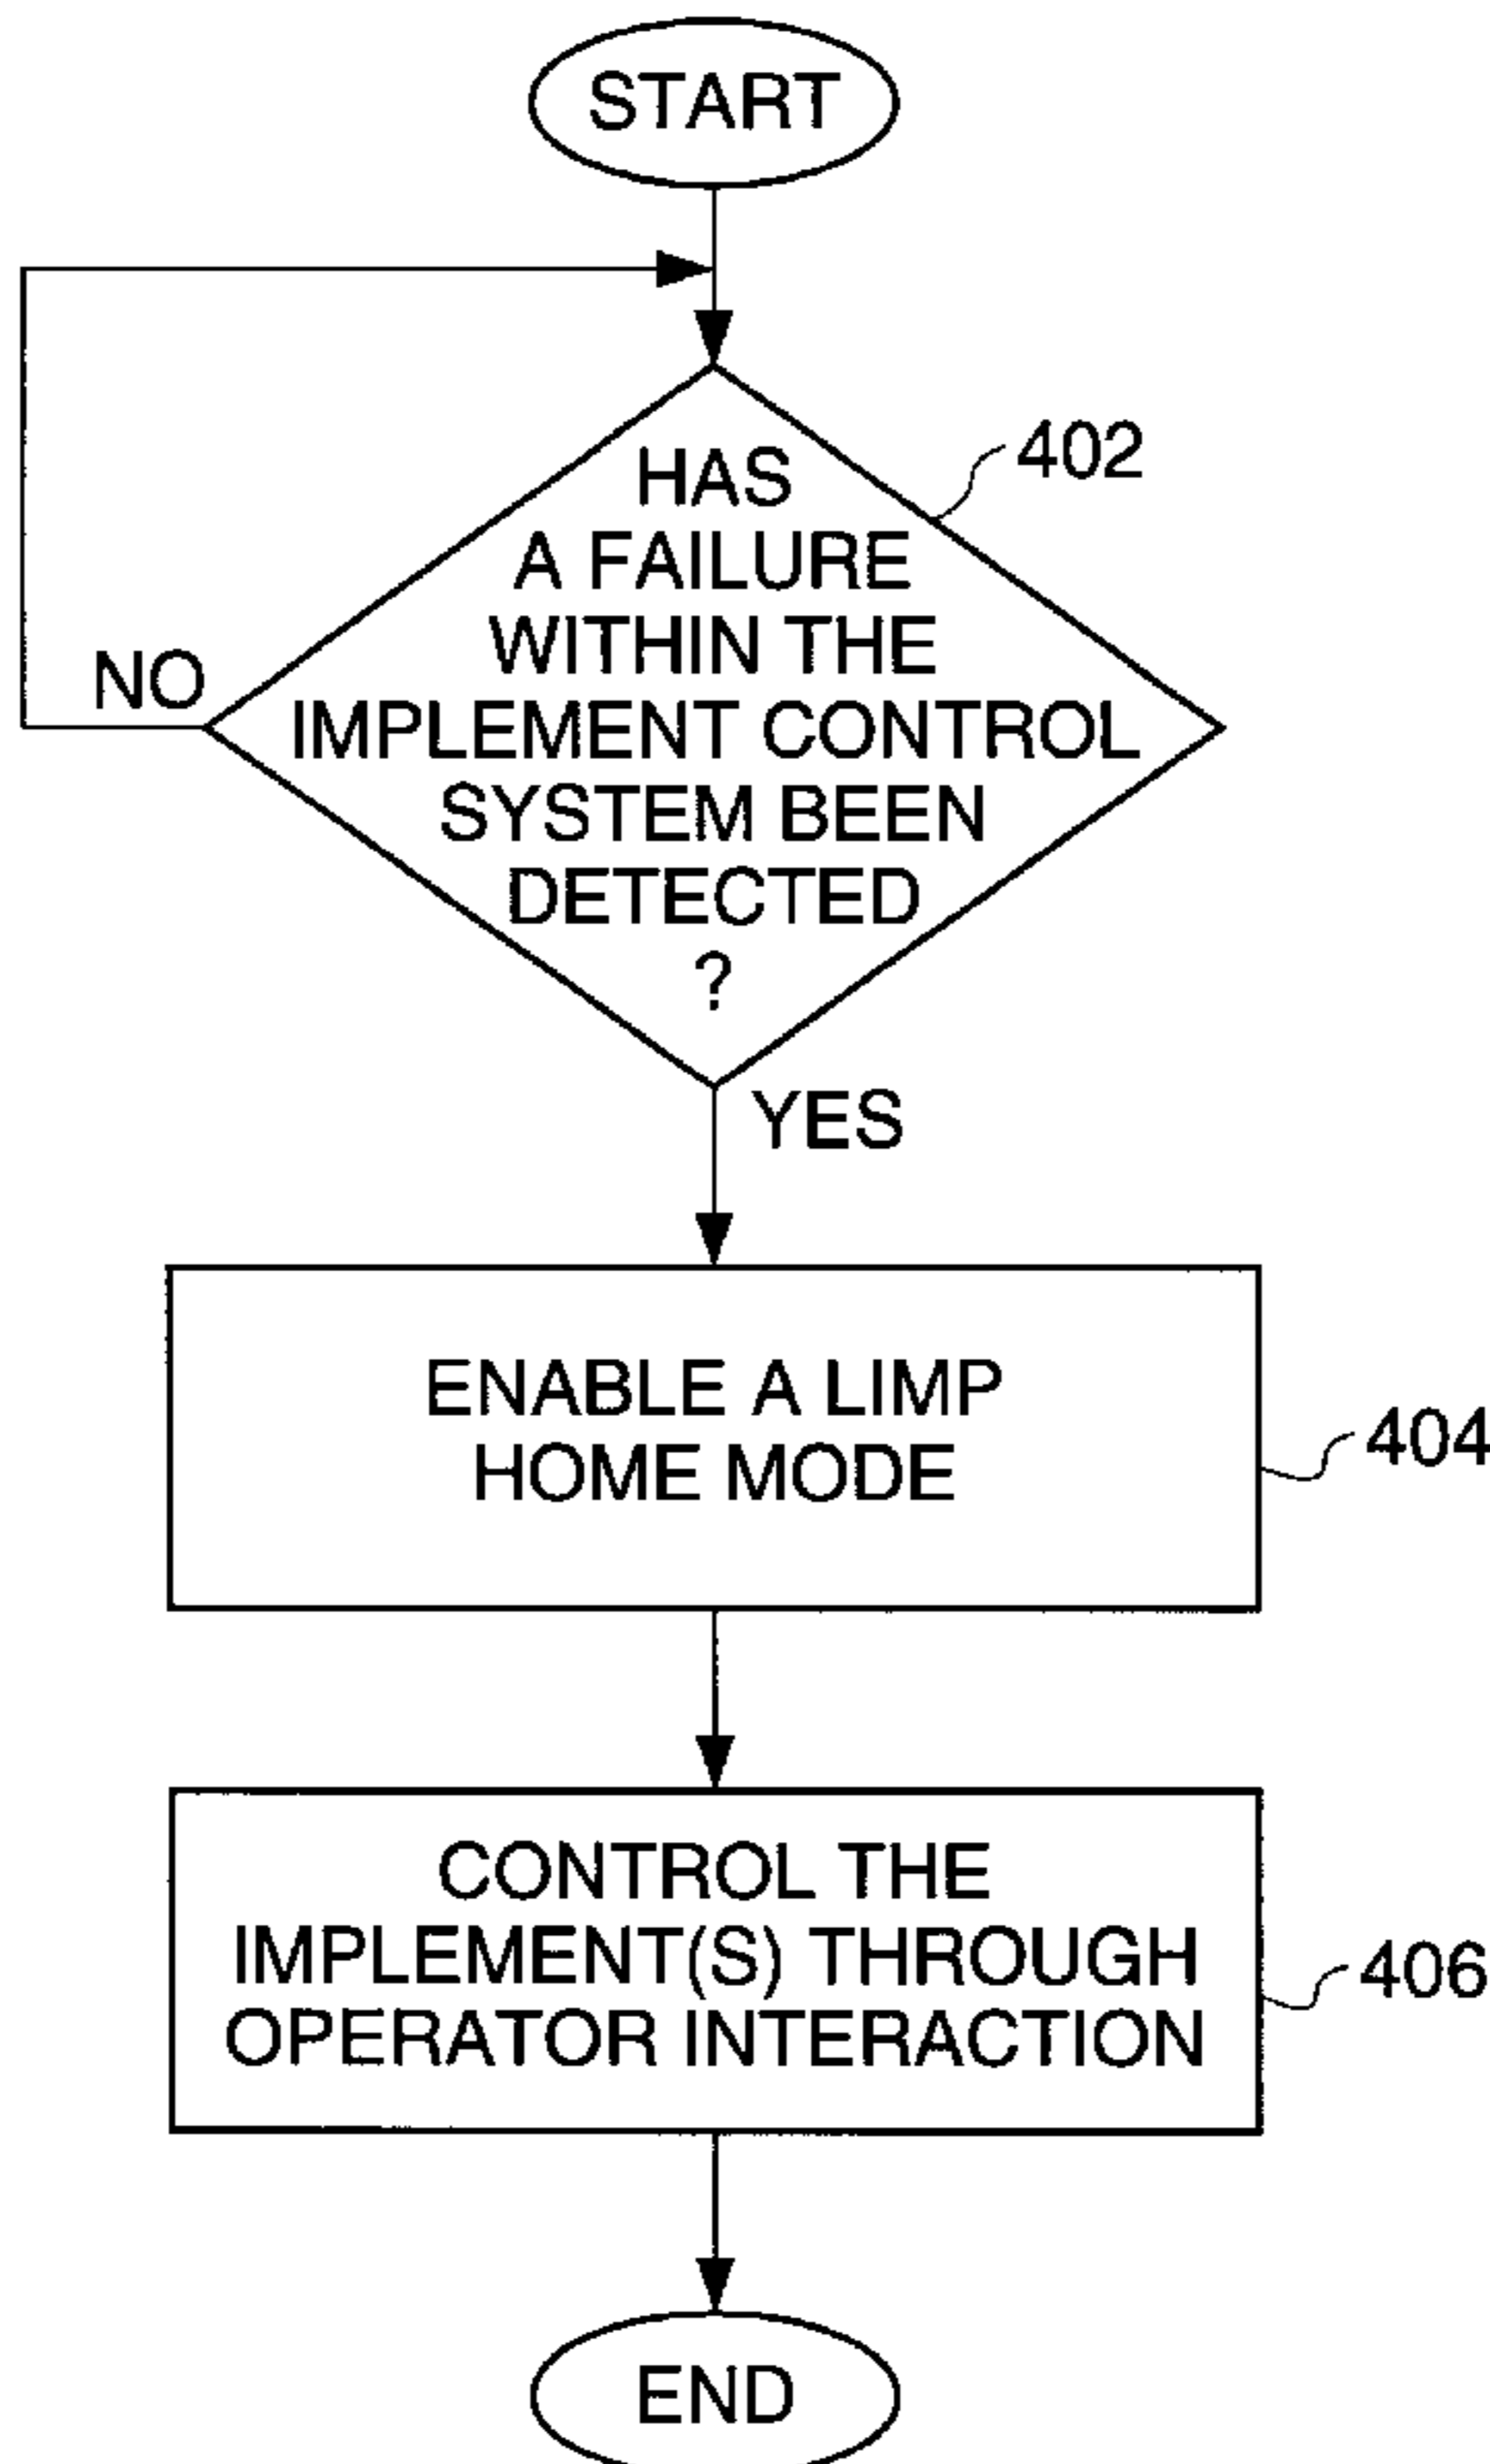 START
HAS
A FAILURE
WITHIN THE
IMPLEMENT CONTROL
SYSTEM BEEN
DETECTED
?
402
NO
YES
ENABLE A LIMP
HOME MODE
404
CONTROL THE
IMPLEMENT(S) THROUGH
OPERATOR INTERACTION
406
END